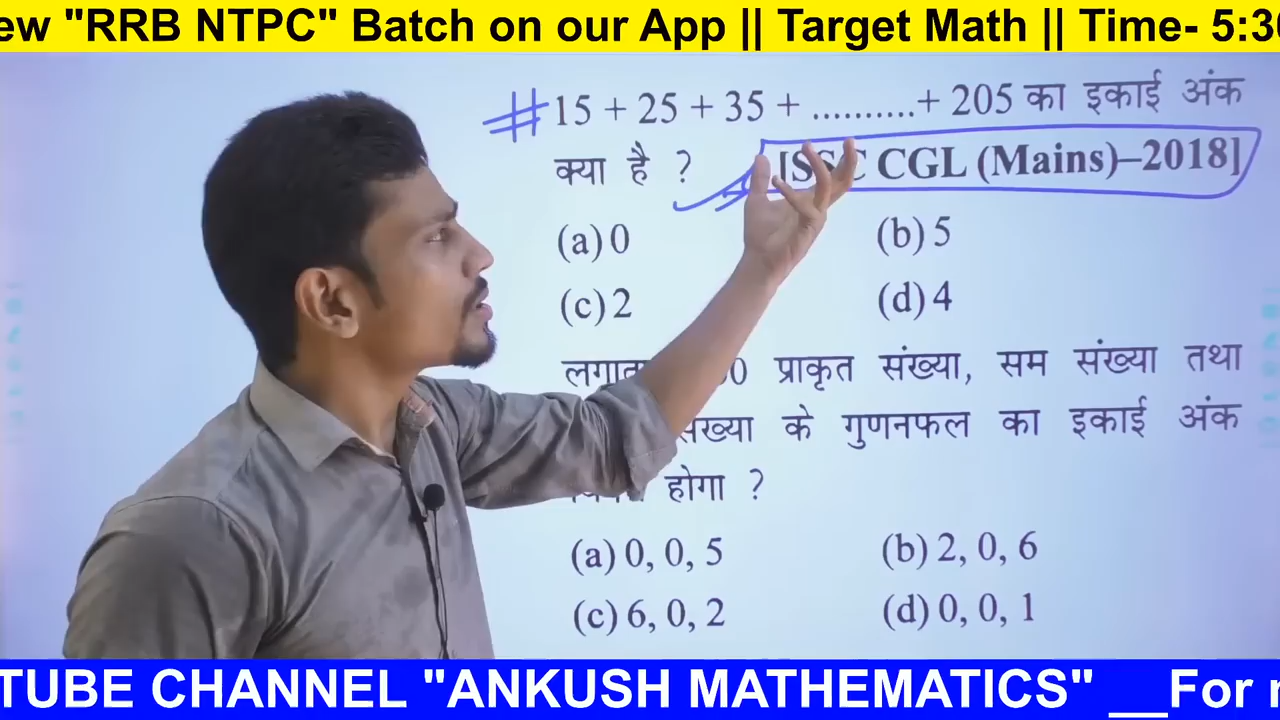 ew "RRB NTPC" Batch on our App || Target Math || Time- 5:30
15 + 25 + 35 + ..........+ 205 का इकाई अंक
क्या है ? [SSC CGL (Mains)–2018]
(a) 0 (b) 5
(c) 2 (d) 4
0 प्राकृत संख्या, सम संख्या तथा
संख्या के गुणनफल का इकाई अंक
होगा ?
(a) 0, 0, 5 (b) 2, 0, 6
(c) 6, 0, 2 (d) 0, 0, 1
TUBE CHANNEL "ANKUSH MATHEMATICS" __For